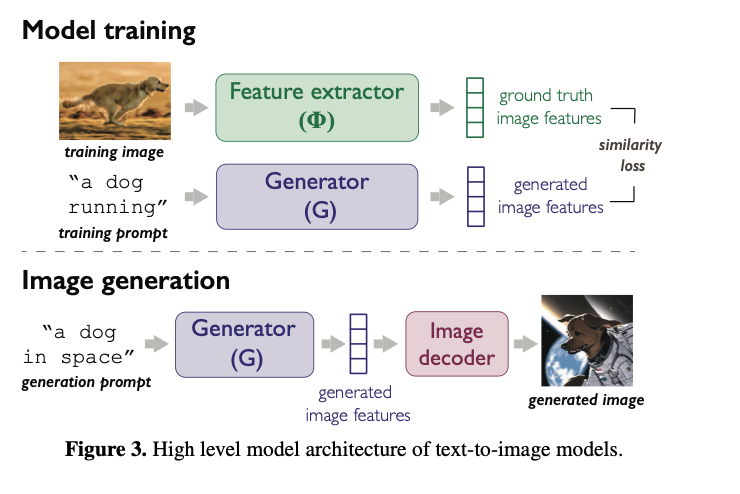 Model training
Feature extractor
(Φ)
ground truth
image features
training image
similarity
loss
“a dog
running”
training prompt
Generator
(G)
generated
image features
Image generation
“a dog
in space”
generation prompt
Generator
(G)
generated
image features
Image
decoder
generated image
Figure 3. High level model architecture of text-to-image models.